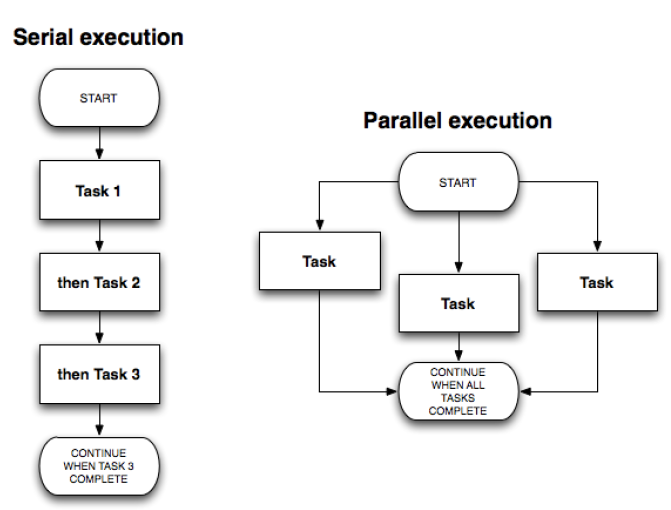 Serial execution
START
Task 1
then Task 2
then Task 3
CONTINUE
WHEN TASK 3
COMPLETE
Parallel execution
START
Task
Task
Task
CONTINUE
WHEN ALL
TASKS
COMPLETE